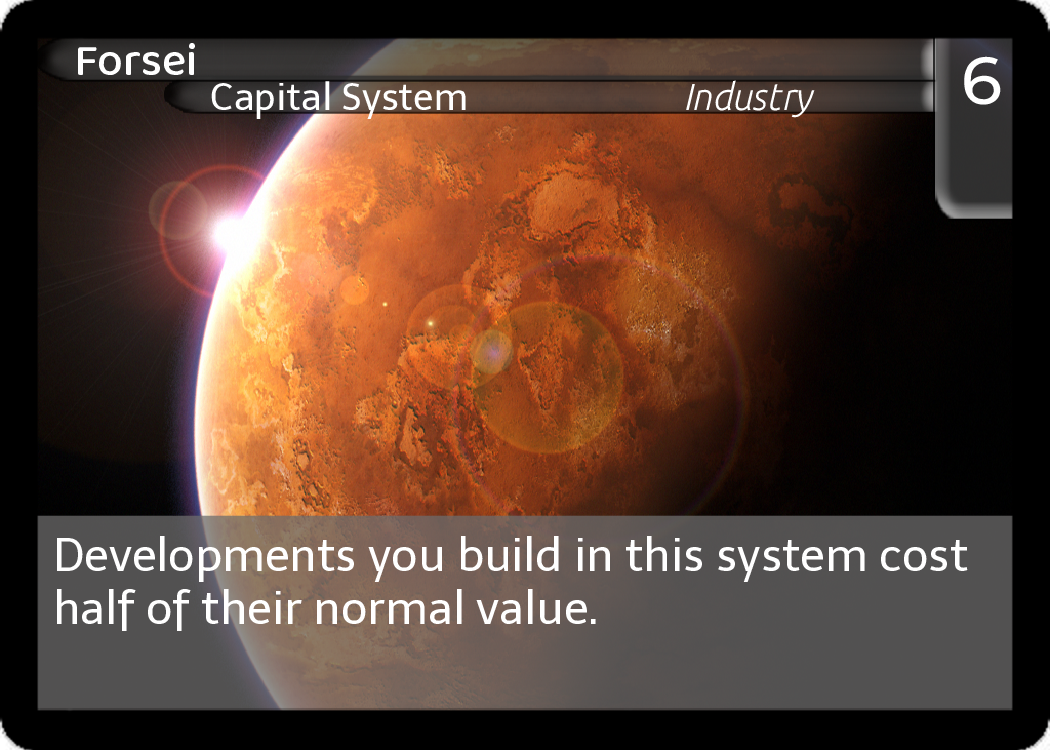 Forsei
6
Capital System
Industry
Developments you build in this system cost
half of their normal value.